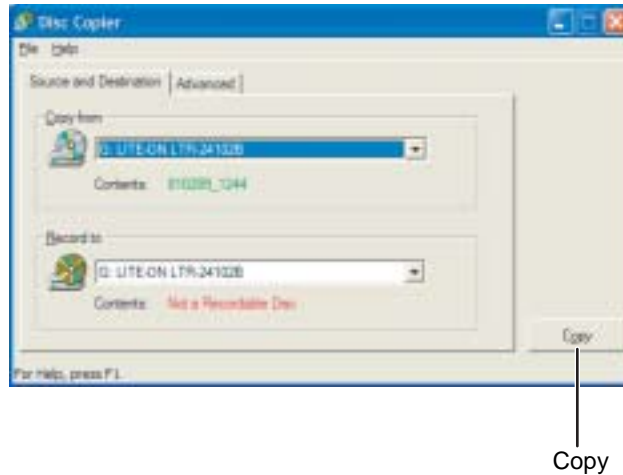 Disc Copier
File Help
Source and Destination Advanced
Copy from
G: LITE-ON LTR-24102B
Contents: 010209_1244
Record to
G: LITE-ON LTR-24102B
Contents: Not a Recordable Disc
Copy
For Help, press F1
Copy